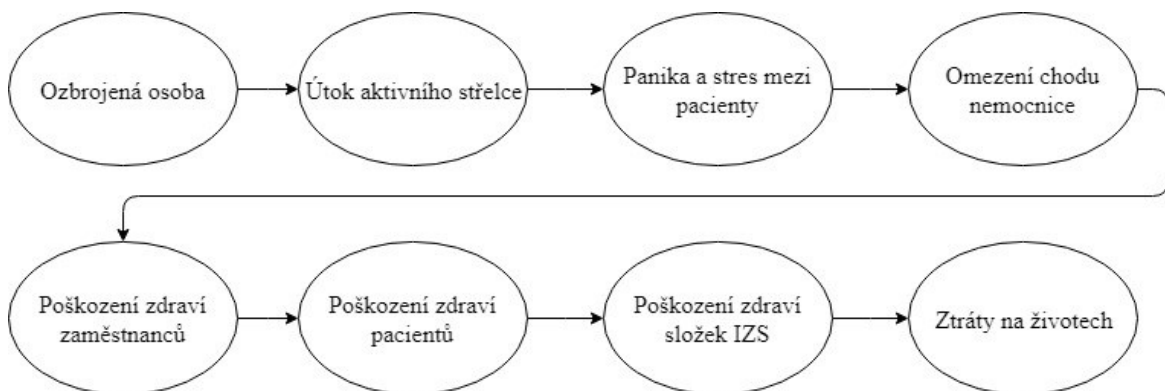 Ozbrojená osoba
Útok aktivního střelce
Panika a stres mezi
pacienty
Omezení chodu
nemocnice
Poškození zdraví
zaměstnanců
Poškození zdraví
pacientů
Poškození zdraví
složek IZS
Ztráty na životech